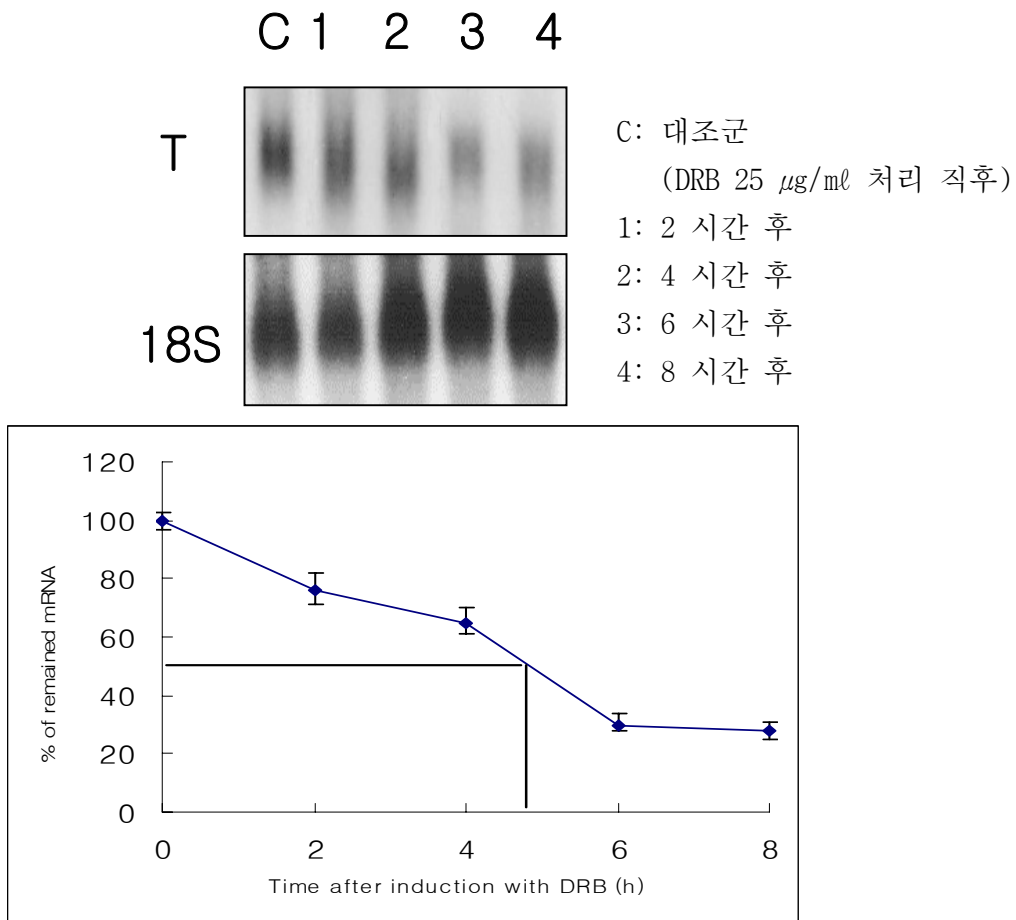 C 1 2 3 4
T
18S
C: 대조군
(DRB 25 ㎍/㎖ 처리 직후)
1: 2 시간 후
2: 4 시간 후
3: 6 시간 후
4: 8 시간 후
120
100
80
60
40
20
0
% of remained mRNA
0 2 4 6 8
Time after induction with DRB (h)